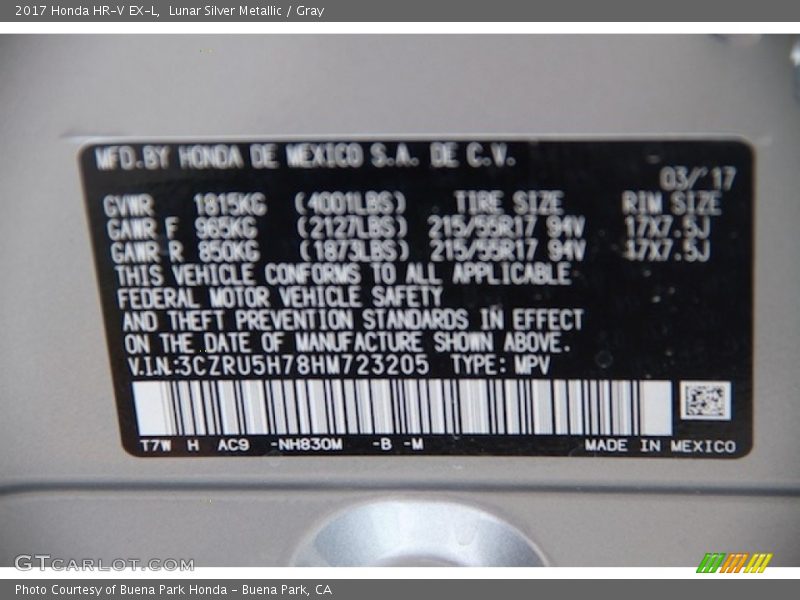 2017 Honda HR-V EX-L,  Lunar Silver Metallic / Gray
MFD.BY HONDA DE MEXICO S.A. DE C.V.
03/'17
GVWR 1815KG (4001LBS) TIRE SIZE RIM SIZE
GAWR F 965KG (2127LBS) 215/55R17 94V 17X7.5J
GAWR R 850KG (1873LBS) 215/55R17 94V 17X7.5J
THIS VEHICLE CONFORMS TO ALL APPLICABLE
FEDERAL MOTOR VEHICLE SAFETY
AND THEFT PREVENTION STANDARDS IN EFFECT
ON THE DATE OF MANUFACTURE SHOWN ABOVE.
V.I.N.:3CZRU5H78HM723205 TYPE: MPV
T7W H AC9 -NH830M -B -M MADE IN MEXICO
GTCARLOT.COM
Photo Courtesy of Buena Park Honda - Buena Park, CA